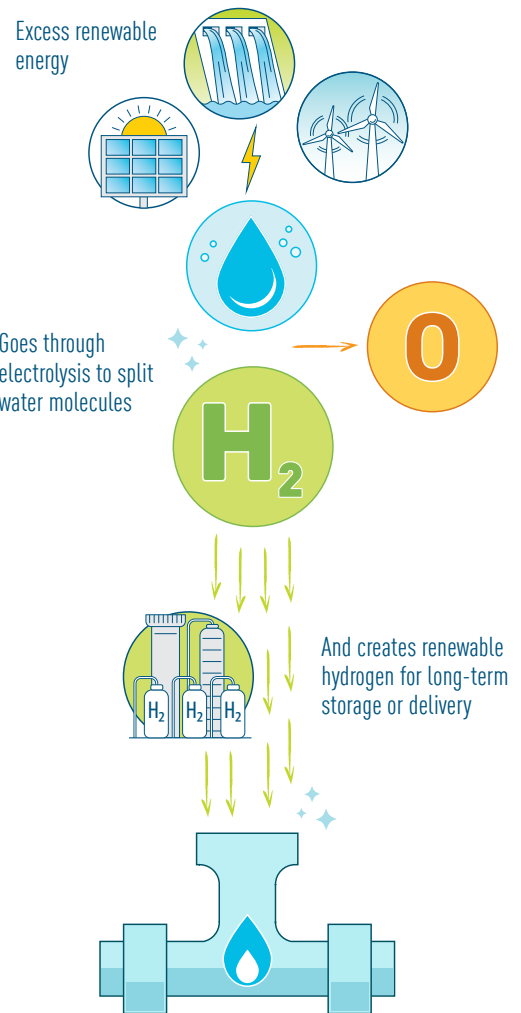 Excess renewable
energy
Goes through
electrolysis to split
water molecules
O
H₂
H₂ H₂ H₂
And creates renewable
hydrogen for long-term
storage or delivery